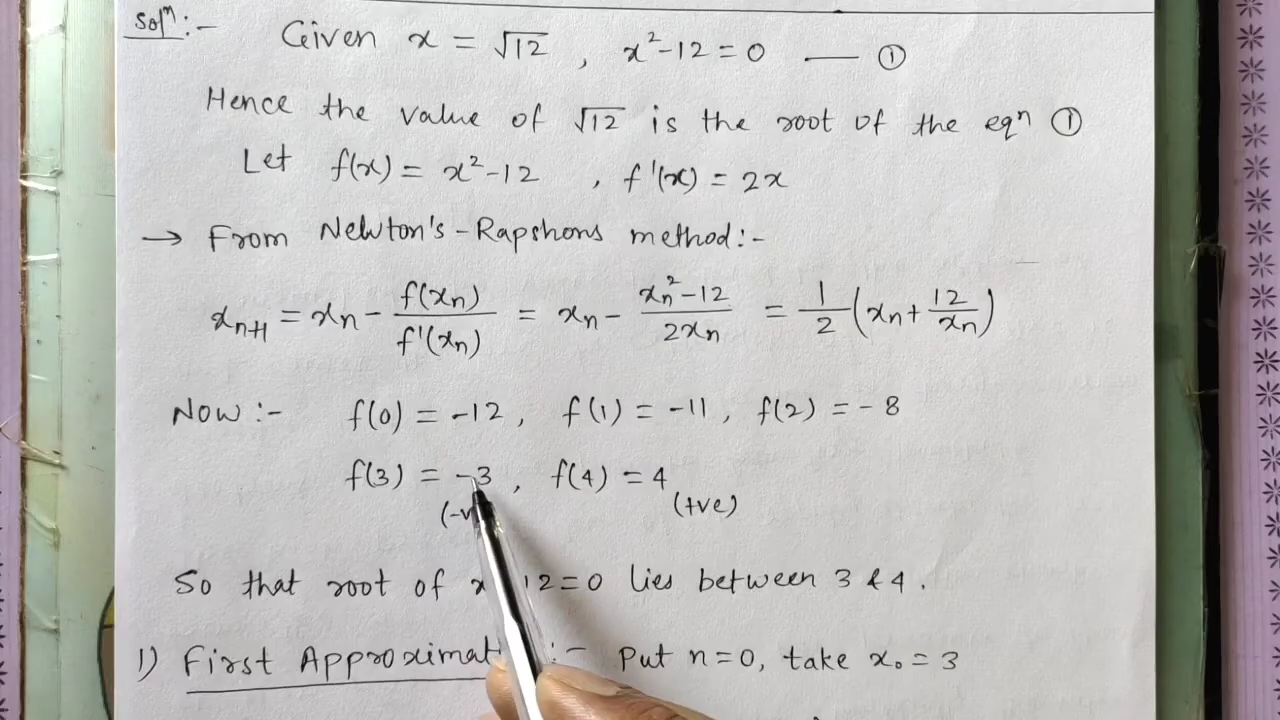 Solⁿ :-  Given x = √12 , x²-12 = 0 — ①
Hence the value of √12 is the root of the eqⁿ ①
Let f(x) = x²-12 , f'(x) = 2x
→ From Newton's-Rapshons method:-
xₙ₊₁ = xₙ - f(xₙ)/f'(xₙ) = xₙ - (xₙ²-12)/(2xₙ) = 1/2 (xₙ + 12/xₙ)
Now :- f(0) = -12, f(1) = -11, f(2) = -8
f(3) = -3 , f(4) = 4
(-v (+ve)
So that root of x 12=0 lies between 3 & 4.
1) First Approximat :- Put n=0, take x₀ = 3